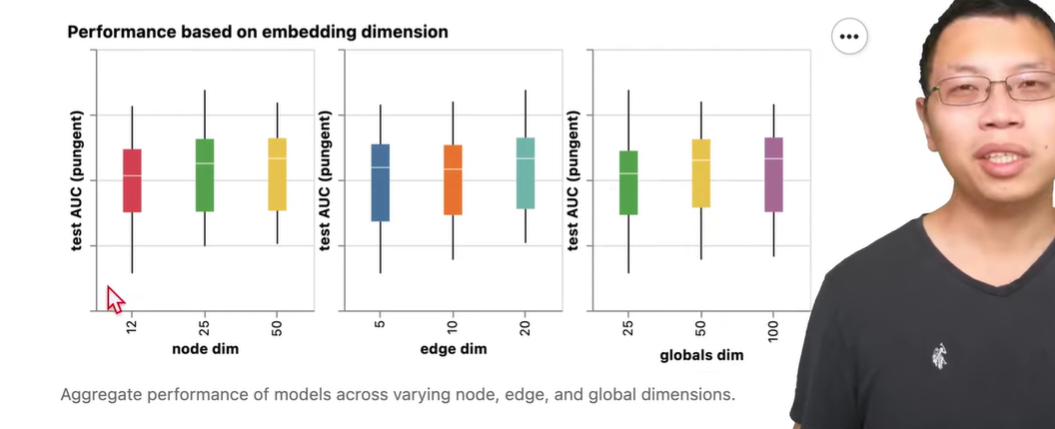 Performance based on embedding dimension
test AUC (pungent)
12
25
50
node dim
test AUC (pungent)
5
10
20
edge dim
test AUC (pungent)
25
50
100
globals dim
Aggregate performance of models across varying node, edge, and global dimensions.